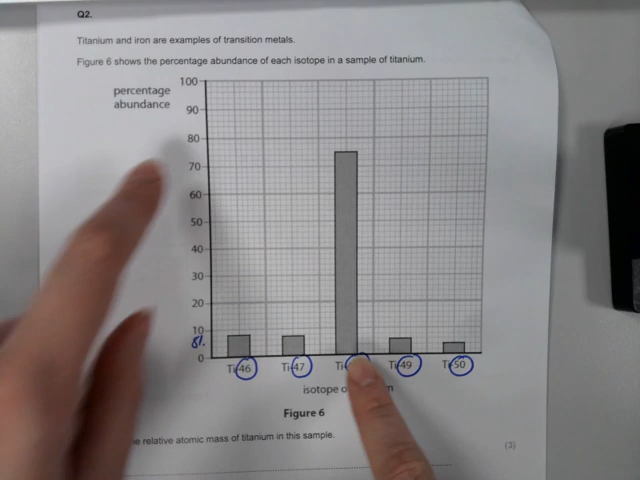 Q2.
Titanium and iron are examples of transition metals.
Figure 6 shows the percentage abundance of each isotope in a sample of titanium.
percentage
abundance
100
90
80
70
60
50
40
30
20
10
8%
0
Ti-46 Ti-47 Ti- Ti-49 Ti-50
isotope
Figure 6
relative atomic mass of titanium in this sample.
(3)